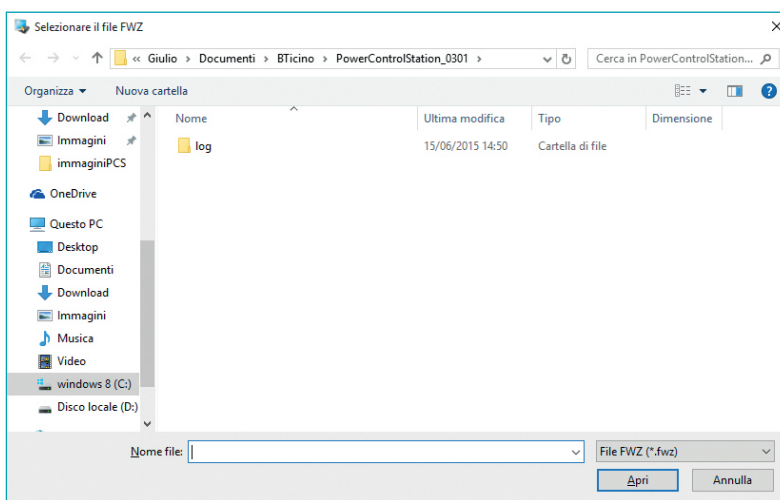 Selezionare il file FWZ
« Giulio > Documenti > BTicino > PowerControlStation_0301 >
Cerca in PowerControlStation...
Organizza
Nuova cartella
Download
Immagini
immaginiPCS
OneDrive
Questo PC
Desktop
Documenti
Download
Immagini
Musica
Video
windows 8 (C:)
Disco locale (D:)
Nome Ultima modifica Tipo Dimensione
log 15/06/2015 14:50 Cartella di file
Nome file:
File FWZ (*.fwz)
Apri Annulla